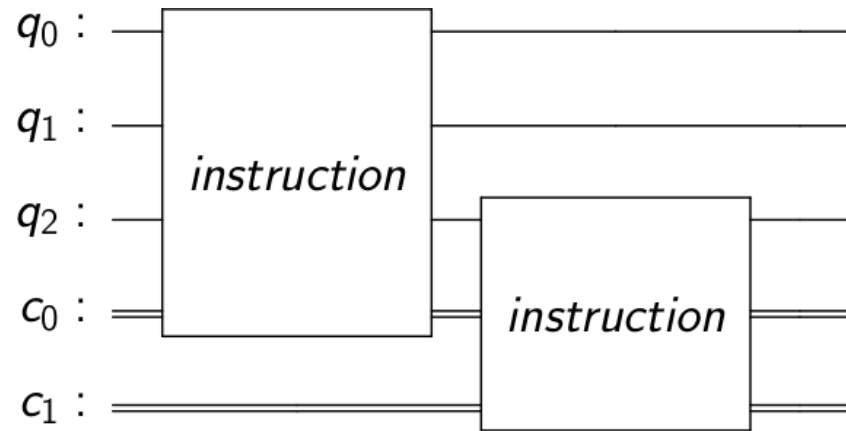 q₀ :
q₁ :
instruction
q₂ :
c₀ :
instruction
c₁ :